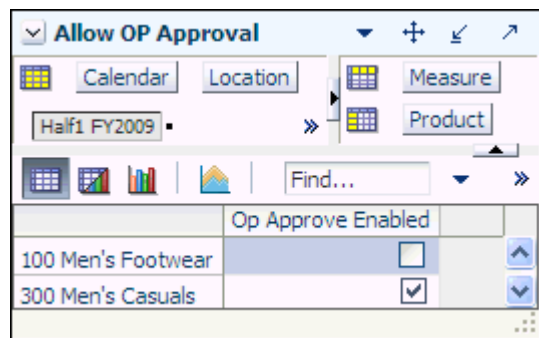 Allow OP Approval
Calendar Location Measure
Half1 FY2009 Product
Find...
Op Approve Enabled
100 Men's Footwear
300 Men's Casuals